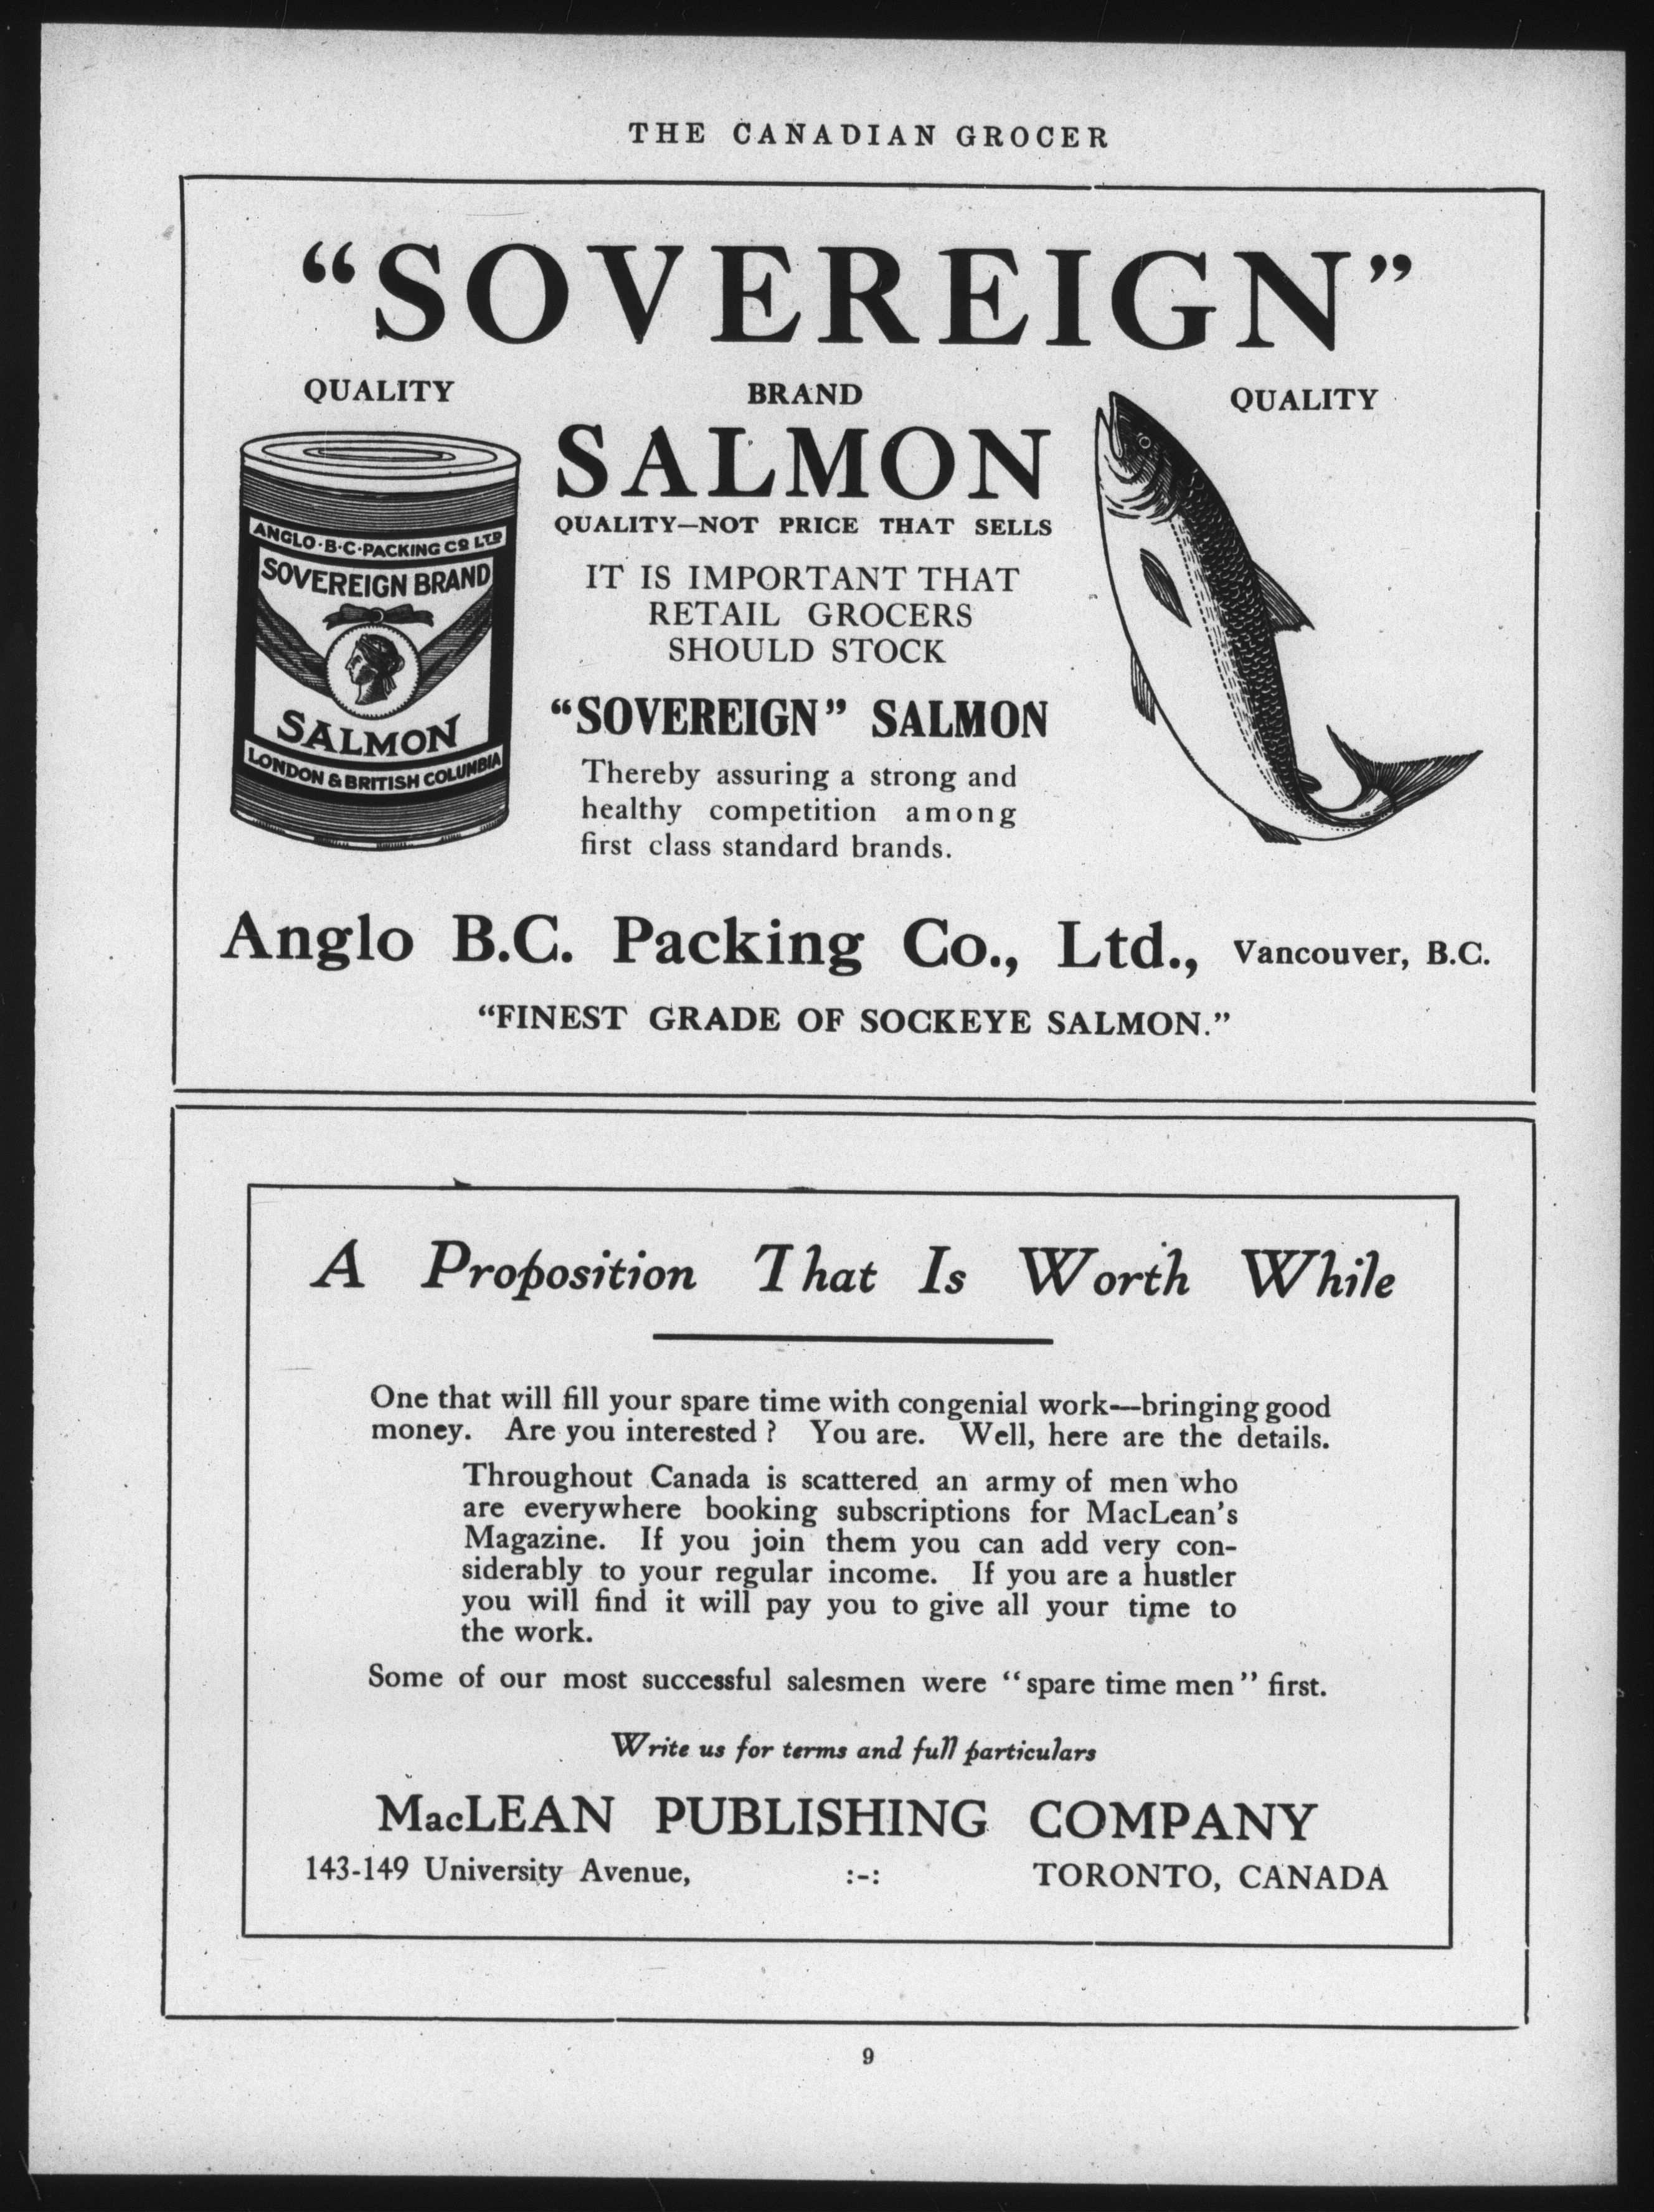 THE CANADIAN GROCER
“SOVEREIGN”
QUALITY BRAND QUALITY
SALMON
QUALITY—NOT PRICE THAT SELLS
IT IS IMPORTANT THAT
RETAIL GROCERS
SHOULD STOCK
“SOVEREIGN” SALMON
Thereby assuring a strong and
healthy competition among
first class standard brands.
ANGLO·B·C·PACKING CO LTD
SOVEREIGN BRAND
SALMON
LONDON & BRITISH COLUMBIA
Anglo B.C. Packing Co., Ltd., Vancouver, B.C.
“FINEST GRADE OF SOCKEYE SALMON.”
A Proposition That Is Worth While
One that will fill your spare time with congenial work—bringing good
money. Are you interested? You are. Well, here are the details.
Throughout Canada is scattered an army of men who
are everywhere booking subscriptions for MacLean's
Magazine. If you join them you can add very con-
siderably to your regular income. If you are a hustler
you will find it will pay you to give all your time to
the work.
Some of our most successful salesmen were “spare time men” first.
Write us for terms and full particulars
MacLEAN PUBLISHING COMPANY
143-149 University Avenue, :-: TORONTO, CANADA
9